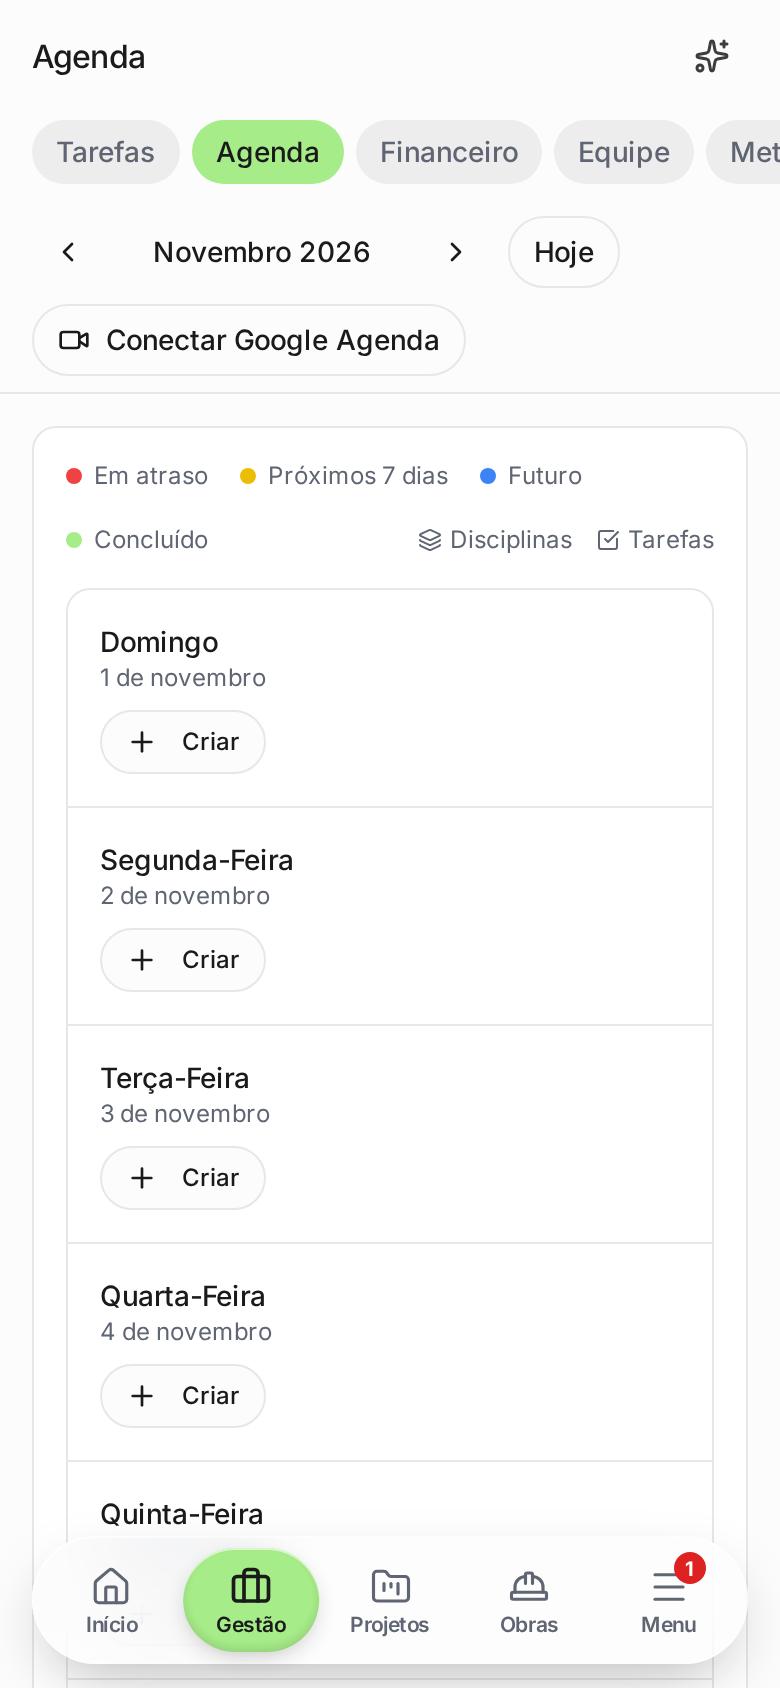 Agenda
Tarefas Agenda Financeiro Equipe Met
Novembro 2026 Hoje
Conectar Google Agenda
Em atraso Próximos 7 dias Futuro
Concluído Disciplinas Tarefas
Domingo
1 de novembro
Criar
Segunda-Feira
2 de novembro
Criar
Terça-Feira
3 de novembro
Criar
Quarta-Feira
4 de novembro
Criar
Quinta-Feira
1
Início Gestão Projetos Obras Menu